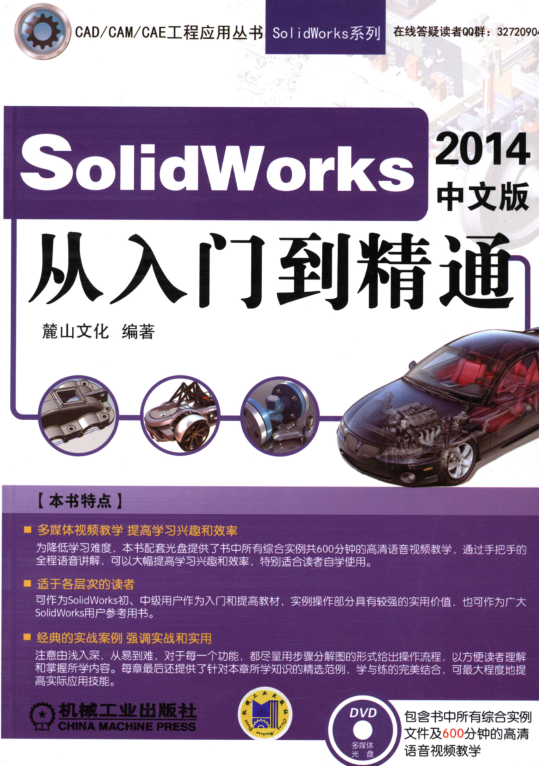 CAD/CAM/CAE工程应用丛书
SolidWorks系列
在线答疑读者QQ群：3272090
SolidWorks
2014
中文版
从入门到精通
麓山文化 编著
【本书特点】
■ 多媒体视频教学 提高学习兴趣和效率
为降低学习难度，本书配套光盘提供了书中所有综合实例共600分钟的高清语音视频教学，通过手把手的
全程语音讲解，可以大幅提高学习兴趣和效率，特别适合读者自学使用。
■ 适于各层次的读者
可作为SolidWorks初、中级用户作为入门和提高教材，实例操作部分具有较强的实用价值，也可作为广大
SolidWorks用户参考用书。
■ 经典的实战案例 强调实战和实用
注意由浅入深，从易到难，对于每一个功能，都尽量用步骤分解图的形式给出操作流程，以方便读者理解
和掌握所学内容。每章最后还提供了针对本章所学知识的精选范例，学与练的完美结合，可最大程度地提
高实际应用技能。
机械工业出版社
CHINA MACHINE PRESS
DVD
多媒体
光 盘
包含书中所有综合实例
文件及600分钟的高清
语音视频教学